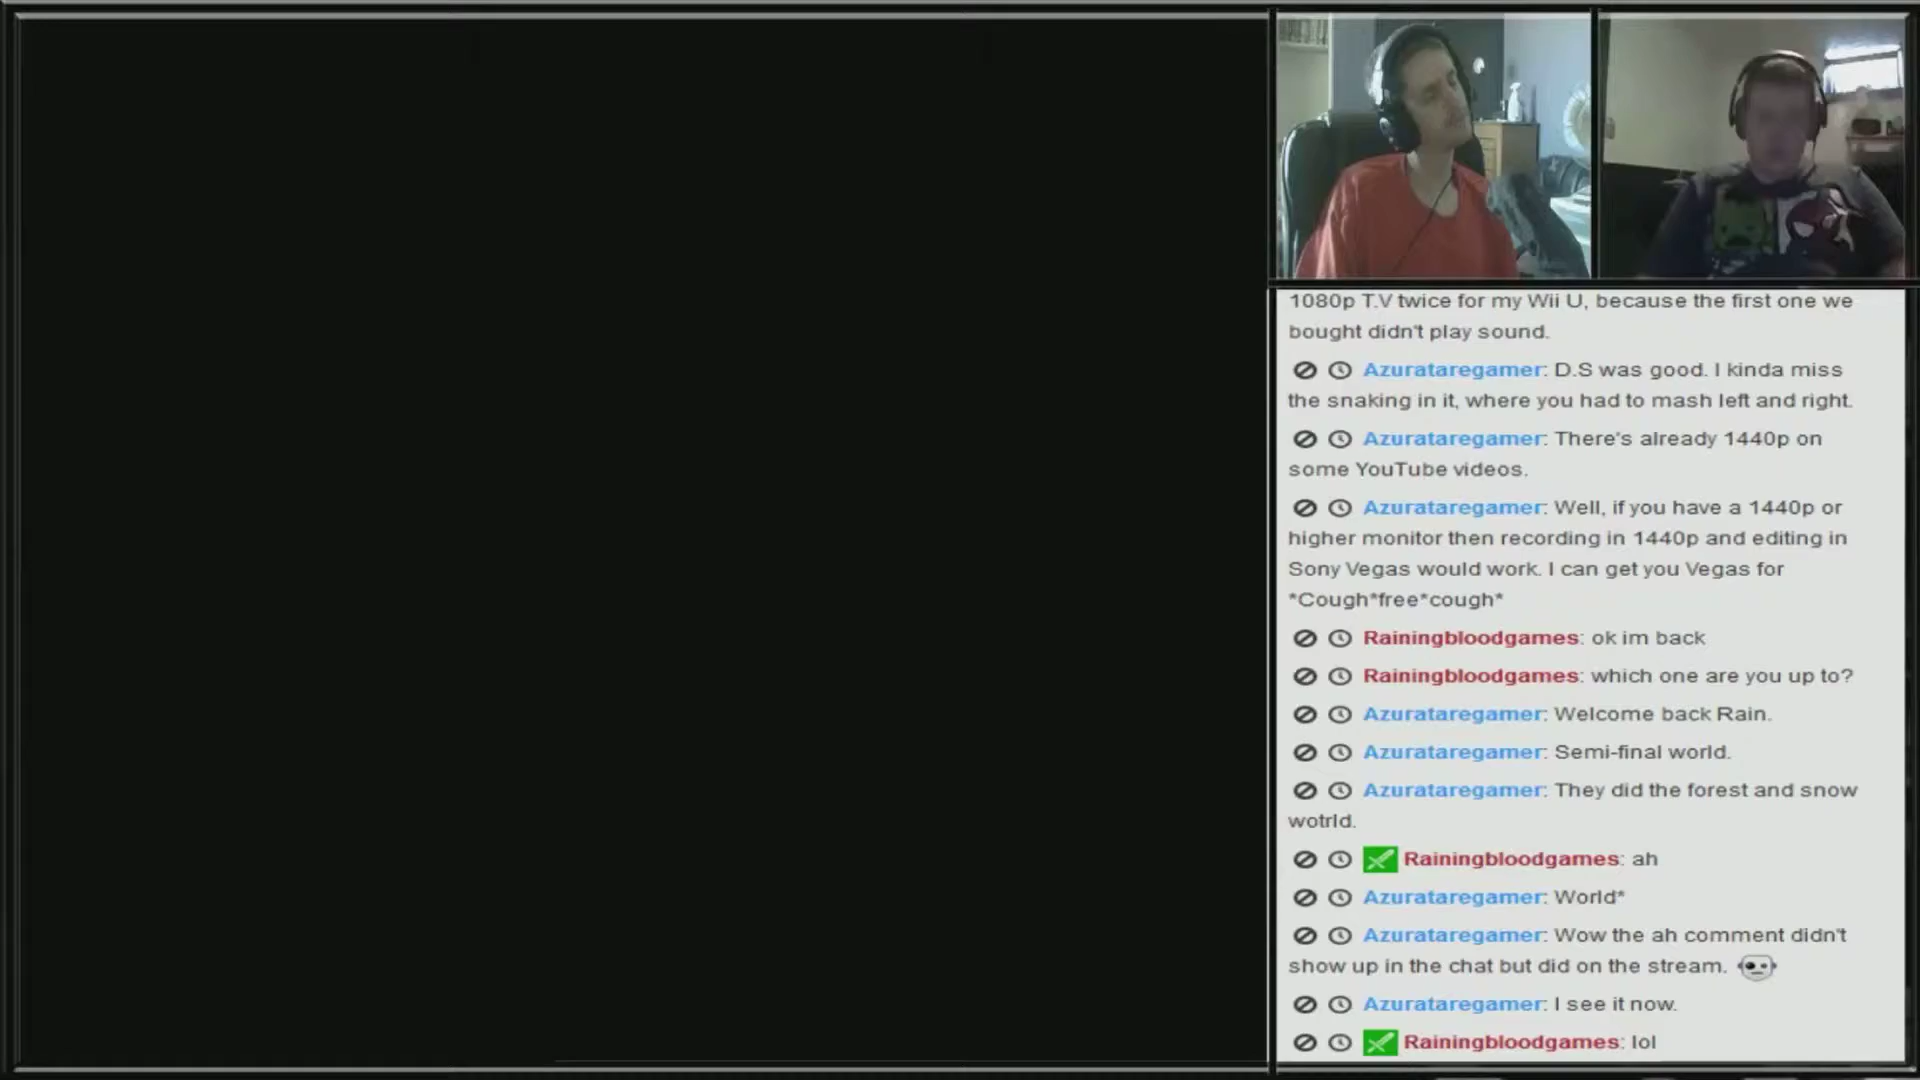 1080p T.V twice for my Wii U, because the first one we
bought didn't play sound.
Azurataregamer: D.S was good. I kinda miss
the snaking in it, where you had to mash left and right.
Azurataregamer: There's already 1440p on
some YouTube videos.
Azurataregamer: Well, if you have a 1440p or
higher monitor then recording in 1440p and editing in
Sony Vegas would work. I can get you Vegas for
*Cough*free*cough*
Rainingbloodgames: ok im back
Rainingbloodgames: which one are you up to?
Azurataregamer: Welcome back Rain.
Azurataregamer: Semi-final world.
Azurataregamer: They did the forest and snow
wotrld.
Rainingbloodgames: ah
Azurataregamer: World*
Azurataregamer: Wow the ah comment didn't
show up in the chat but did on the stream.
Azurataregamer: I see it now.
Rainingbloodgames: lol